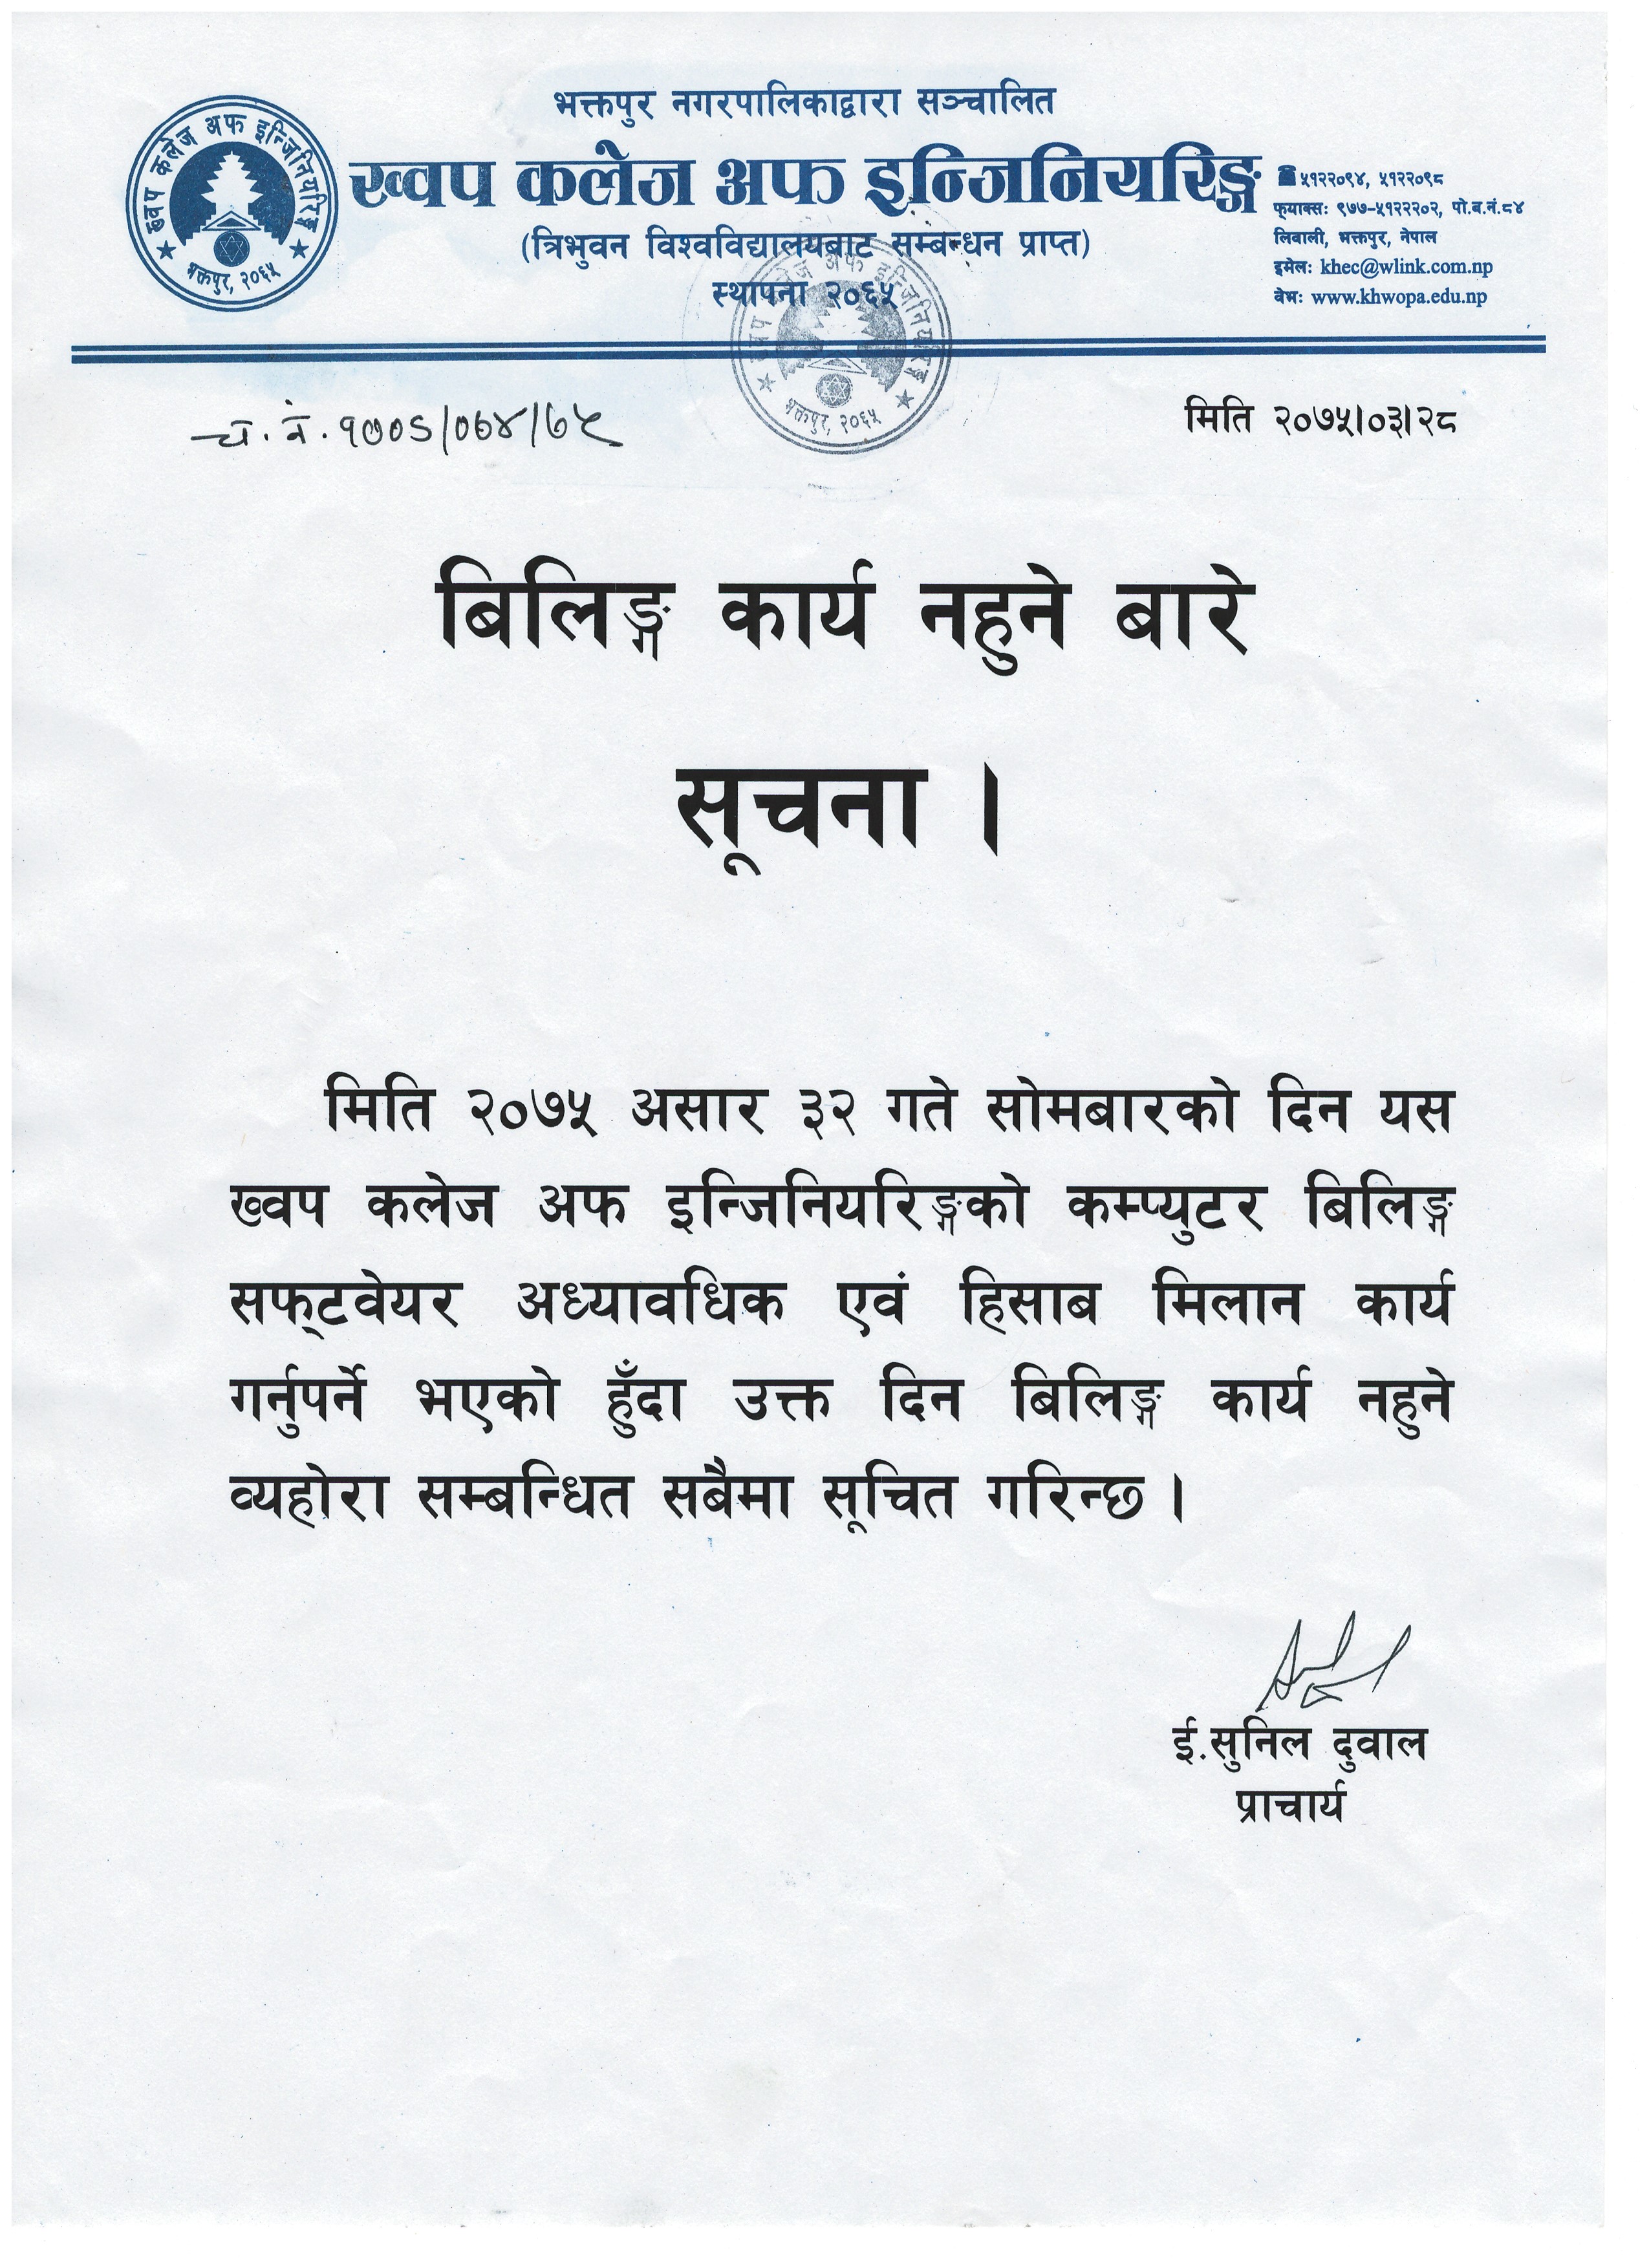 भक्तपुर नगरपालिकाद्वारा सञ्चालित
ख्वप कलेज अफ इन्जिनियरिङ्ग
(त्रिभुवन विश्वविद्यालयबाट सम्बन्धन प्राप्त)
स्थापना २०६५
ख्वप कलेज अफ इन्जिनियरिङ्ग
भक्तपुर, २०६५
☎ ५१२२०९४, ५१२२०९८
फ्याक्सः ९७७-५१२२२०२, पो.ब.नं.८४
लिवाली, भक्तपुर, नेपाल
इमेलः khec@wlink.com.np
वेभः www.khwopa.edu.np
ख्वप कलेज अफ इन्जिनियरिङ्ग
भक्तपुर, २०६५
च.नं. १७०९/०७४/७५
मिति २०७५।०३।२८
बिलिङ्ग कार्य नहुने बारे
सूचना ।
मिति २०७५ असार ३२ गते सोमबारको दिन यस
ख्वप कलेज अफ इन्जिनियरिङ्गको कम्प्युटर बिलिङ्ग
सफ्टवेयर अध्यावधिक एवं हिसाब मिलान कार्य
गर्नुपर्ने भएको हुँदा उक्त दिन बिलिङ्ग कार्य नहुने
व्यहोरा सम्बन्धित सबैमा सूचित गरिन्छ ।
ई.सुनिल दुवाल
प्राचार्य